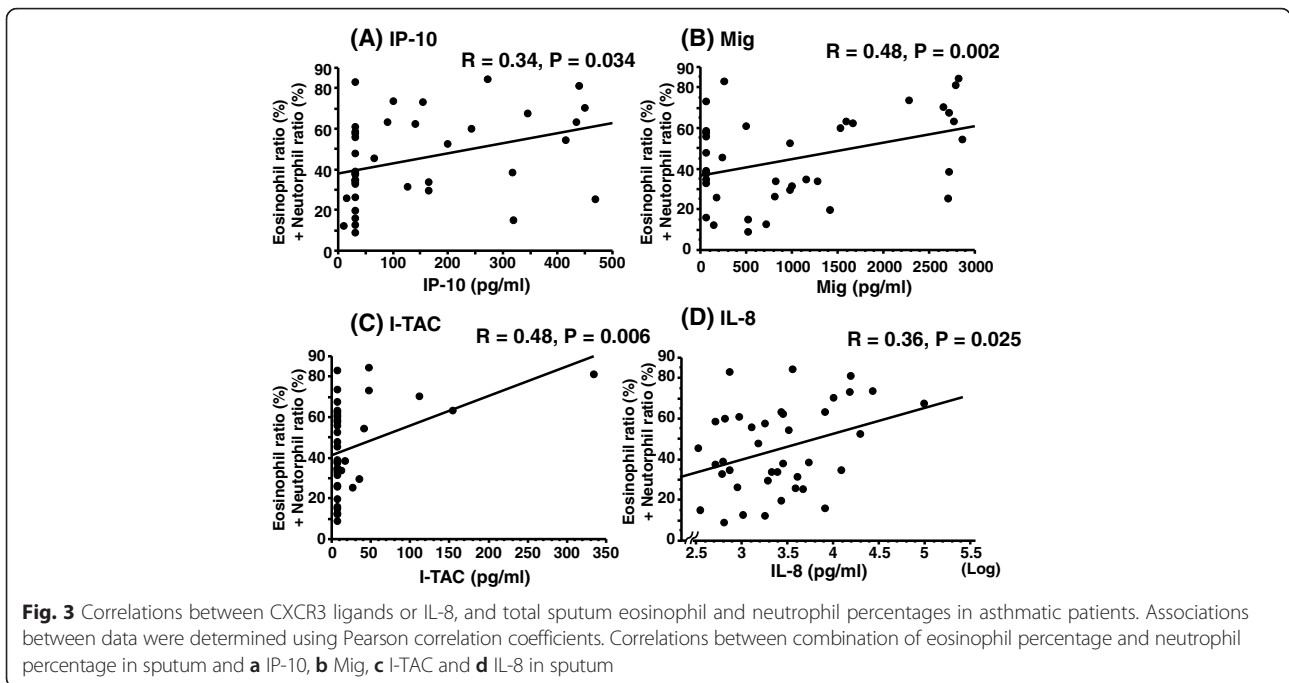 (A) IP-10
R = 0.34, P = 0.034
Eosinophil ratio (%)
+ Neutorphil ratio (%)
90
80
60
40
20
0
0 100 200 300 400 500
IP-10 (pg/ml)
(B) Mig
R = 0.48, P = 0.002
Eosinophil ratio (%)
+ Neutorphil ratio (%)
90
80
60
40
20
0
0 500 1000 1500 2000 2500 3000
Mig (pg/ml)
(C) I-TAC
R = 0.48, P = 0.006
Eosinophil ratio (%)
+ Neutorphil ratio (%)
90
80
60
40
20
0
0 50 100 150 200 250 300 350
I-TAC (pg/ml)
(D) IL-8
R = 0.36, P = 0.025
Eosinophil ratio (%)
+ Neutorphil ratio (%)
90
80
60
40
20
0
2.5 3 3.5 4 4.5 5 5.5
IL-8 (pg/ml)
(Log)
Fig. 3 Correlations between CXCR3 ligands or IL-8, and total sputum eosinophil and neutrophil percentages in asthmatic patients. Associations
between data were determined using Pearson correlation coefficients. Correlations between combination of eosinophil percentage and neutrophil
percentage in sputum and a IP-10, b Mig, c I-TAC and d IL-8 in sputum